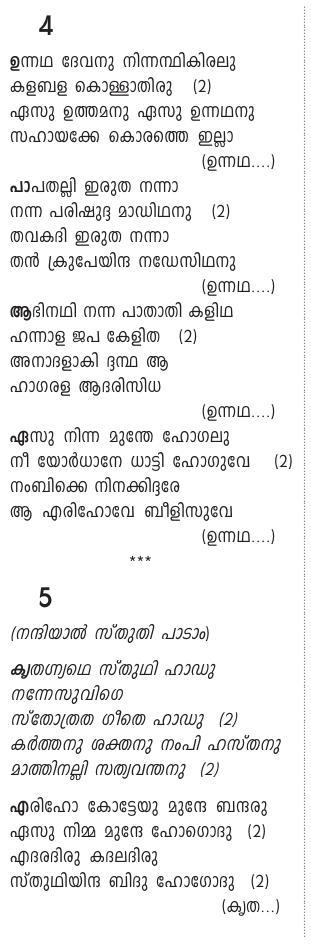 4
ഉന്നഥ ദേവനു നിന്നന്ഥികിരലു
കളബള കൊള്ളാതിരു (2)
ഏസു ഉത്തമനു ഏസു ഉന്നഥനു
സഹായക്കേ കൊരത്തെ ഇല്ലാ
(ഉന്നഥ....)
പാപതല്ലി ഇരുത നന്നാ
നന്ന പരിഷുദ്ദ മാഡിഥനു (2)
തവകദി ഇരുത നന്നാ
തൻ ക്രുപേയിന്ദ നഡേസിഥനു
(ഉന്നഥ....)
ആദിനഥി നന്ന പാതാതി കളിഥ
ഹന്നാള ജപ കേളിത (2)
അനാദളാകി ദ്ദന്ഥ ആ
ഹാഗരള ആദരിസിധ
(ഉന്നഥ....)
ഏസു നിന്ന മുന്തേ ഹോഗലു
നീ യോർധാനേ ധാട്ടി ഹോഗുവേ (2)
നംബിക്കെ നിനക്കിദ്ദരേ
ആ എരിഹോവേ ബീളിസുവേ
(ഉന്നഥ....)
***
5
(നന്ദിയാൽ സ്തുതി പാടാം)
കൃതഗ്ന്യഥെ സ്തുഥി ഹാഡു
നന്നേസുവിഗെ
സ്തോത്രത ഗീതെ ഹാഡു (2)
കർത്തനു ശക്തനു നംപി ഹസ്തനു
മാത്തിനല്ലി സത്യവന്തനു (2)
എരിഹോ കോട്ടേയു മുന്ദേ ബന്ദരു
ഏസു നിമ്മ മുന്ദേ ഹോഗൊദു (2)
എദരദിരു കദലദിരു
സ്തുഥിയിന്ദ ബിദു ഹോഗോദു (2)
(കൃത...)